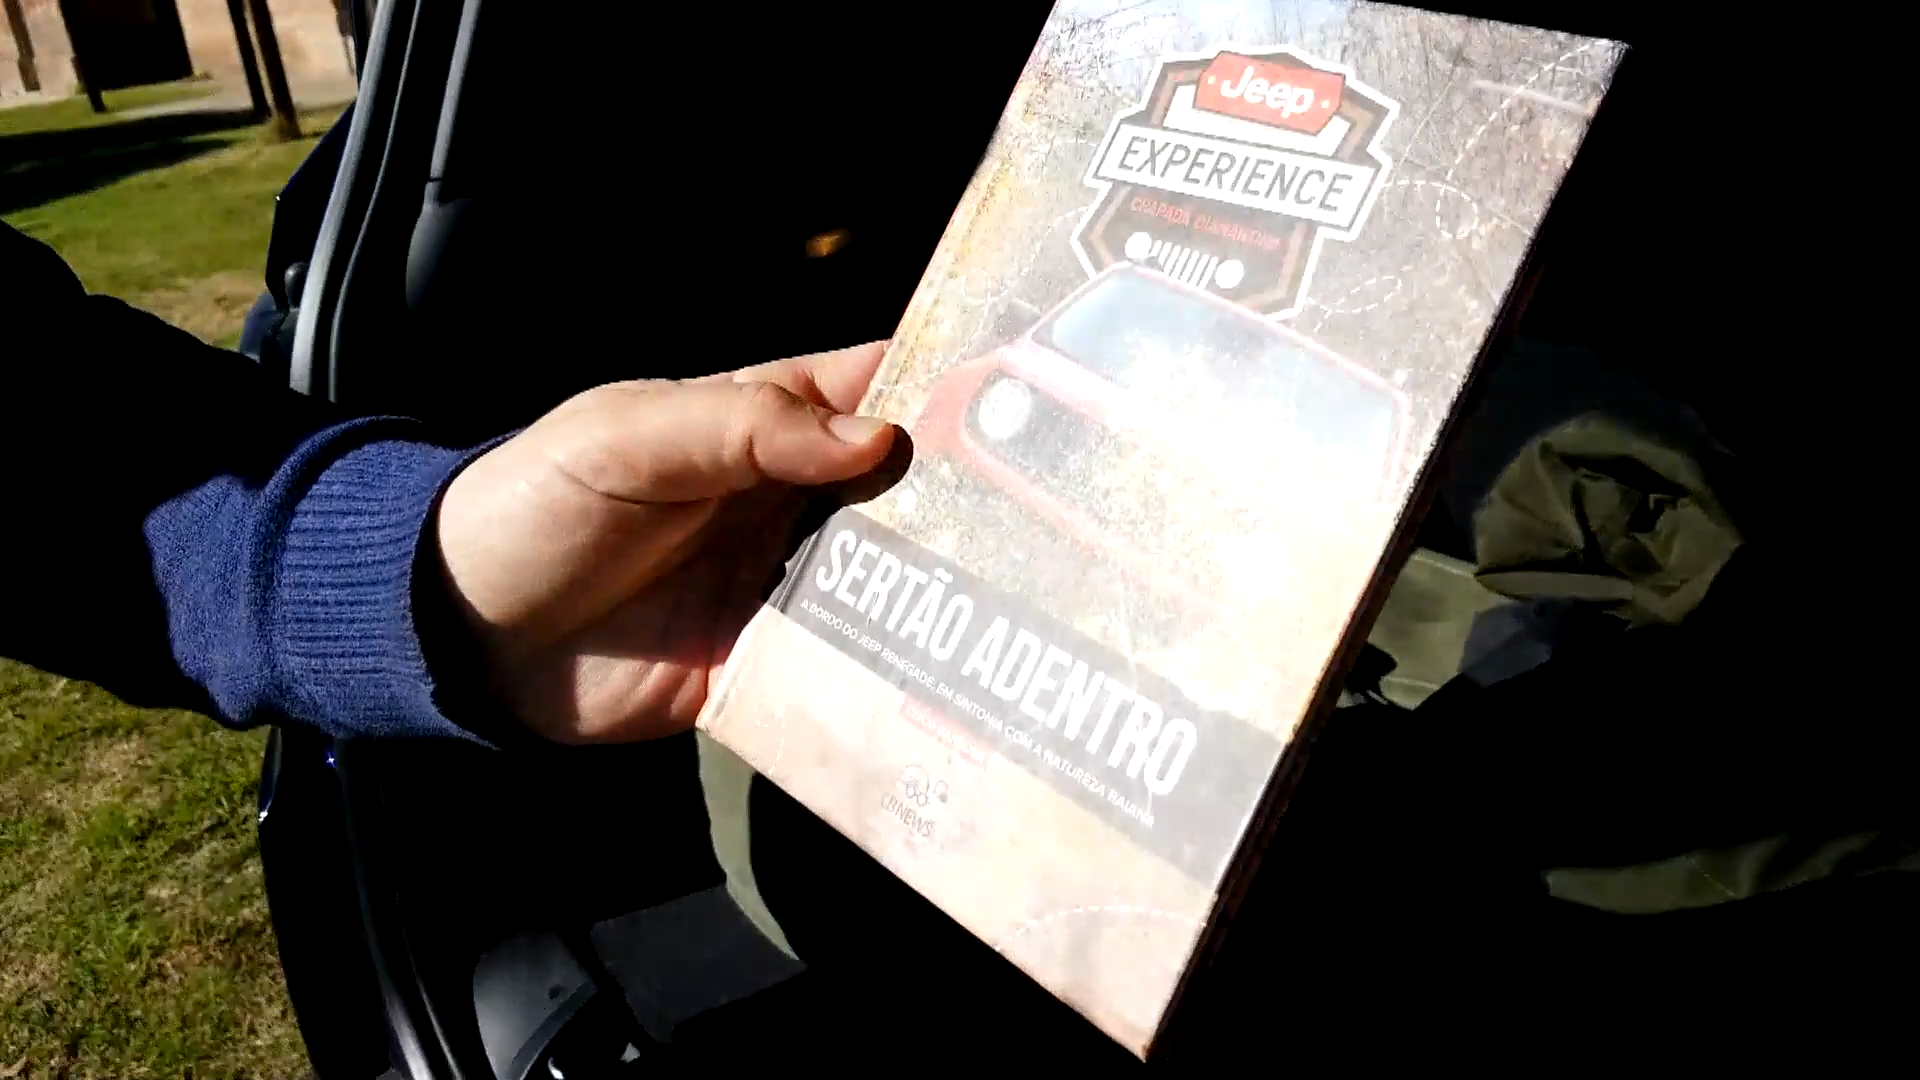 Jeep
EXPERIENCE
CHAPADA DIAMANTINA
SERTÃO ADENTRO
A BORDO DO JEEP RENEGADE, EM SINTONIA COM A NATUREZA BAIANA